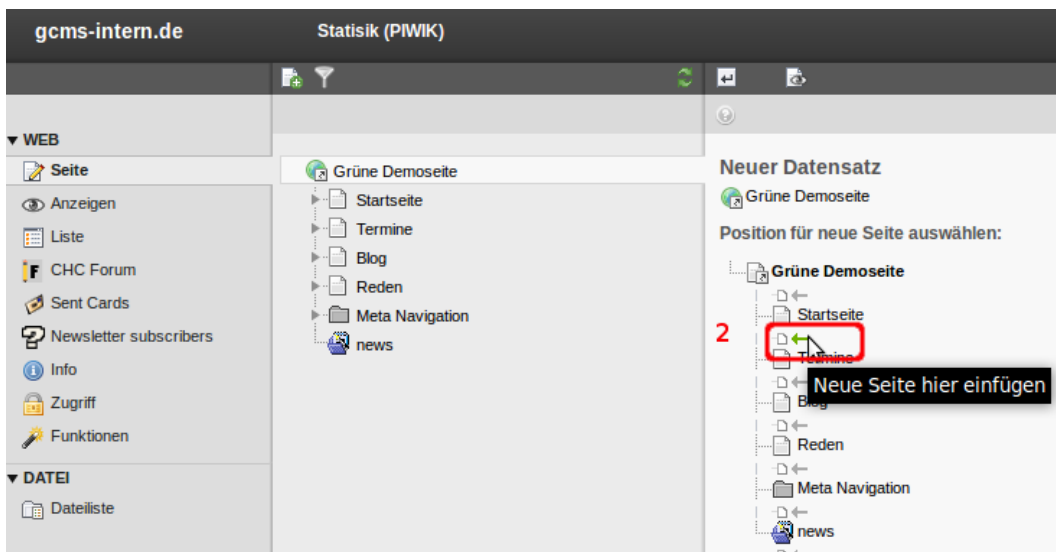 gcms-intern.de
Statisik (PIWIK)
WEB
Seite
Anzeigen
Liste
CHC Forum
Sent Cards
Newsletter subscribers
Info
Zugriff
Funktionen
DATEI
Dateiliste
Grüne Demoseite
Startseite
Termine
Blog
Reden
Meta Navigation
news
Neuer Datensatz
Grüne Demoseite
Position für neue Seite auswählen:
Grüne Demoseite
Startseite
2
Termine
Neue Seite hier einfügen
Blog
Reden
Meta Navigation
news